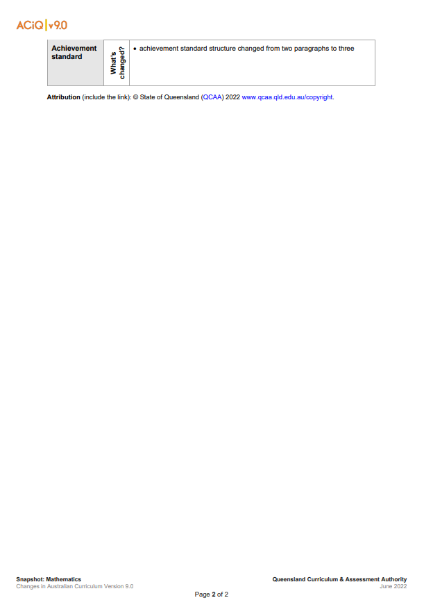 ACiQ v9.0
Achievement
standard
What's
changed?
• achievement standard structure changed from two paragraphs to three
Attribution (include the link): © State of Queensland (QCAA) 2022 www.qcaa.qld.edu.au/copyright.
Snapshot: Mathematics
Changes in Australian Curriculum Version 9.0
Queensland Curriculum & Assessment Authority
June 2022
Page 2 of 2